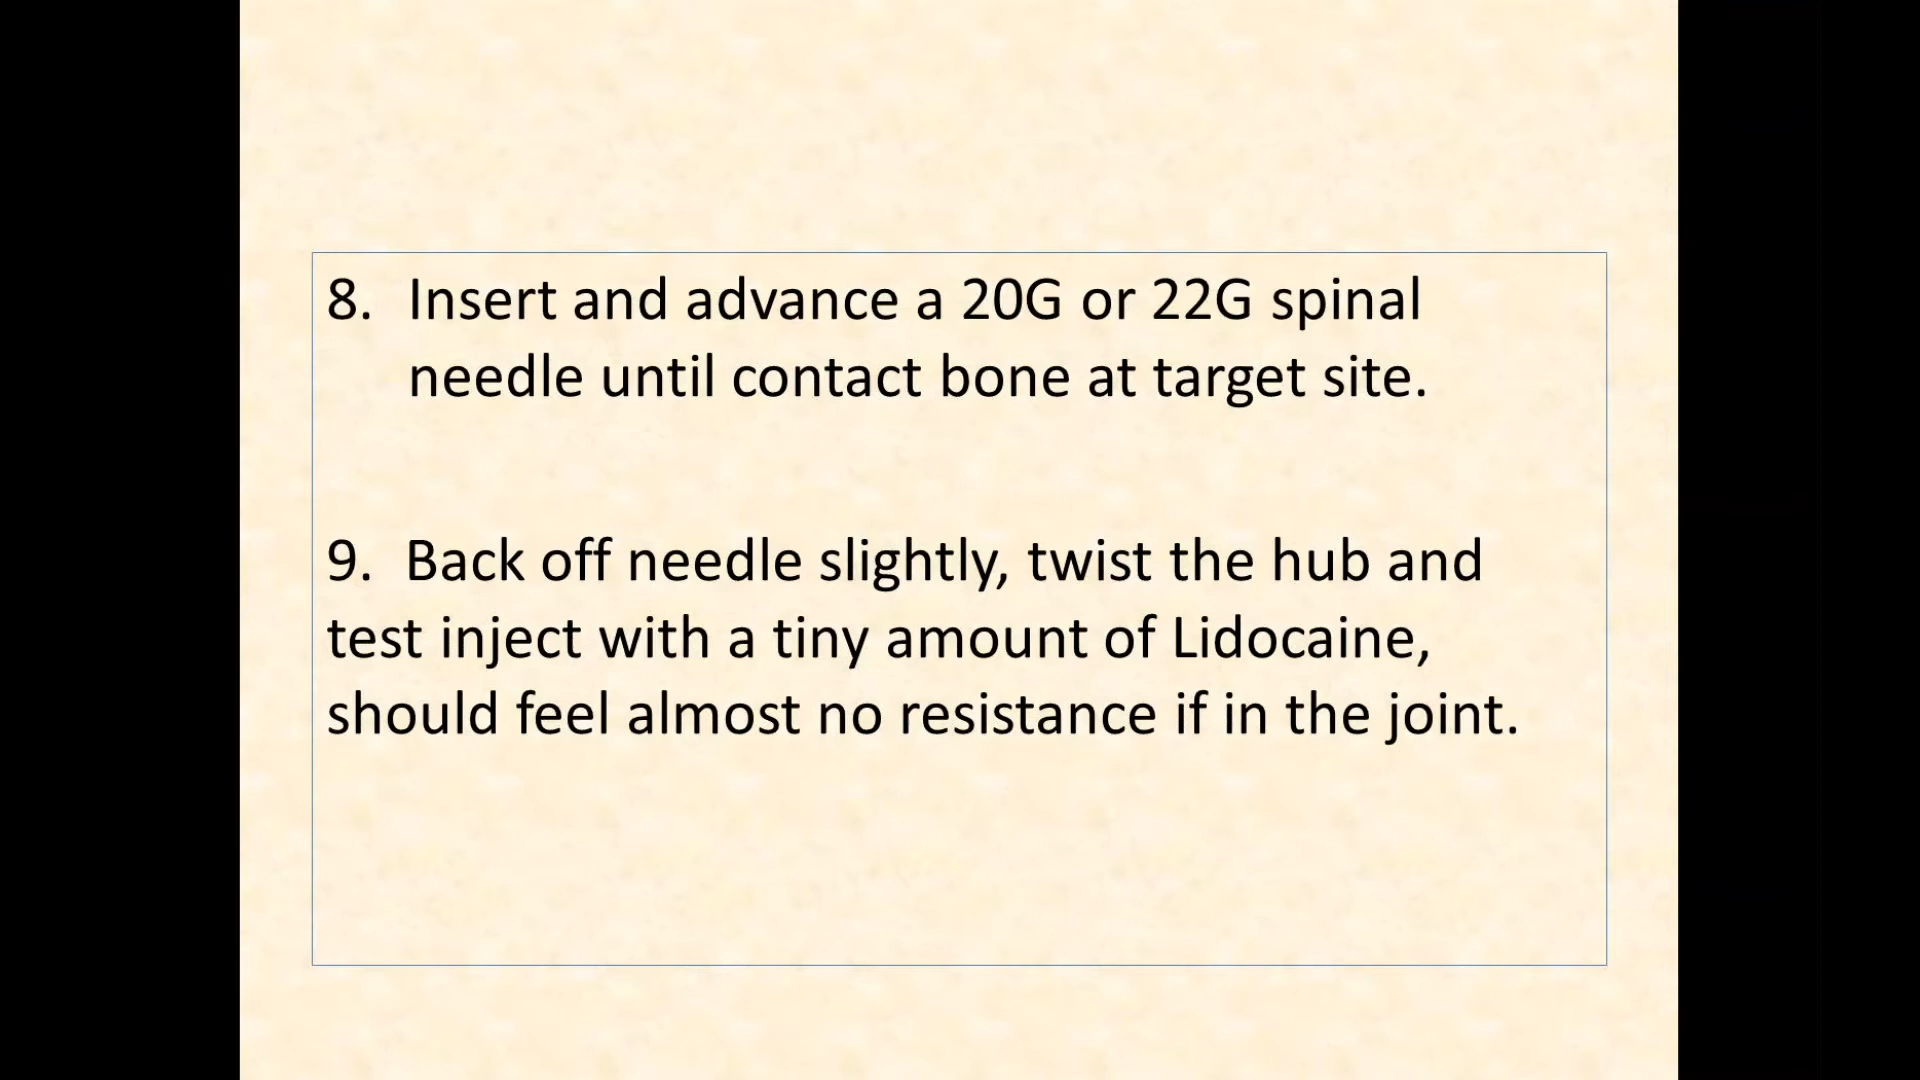 8. Insert and advance a 20G or 22G spinal
needle until contact bone at target site.
9. Back off needle slightly, twist the hub and
test inject with a tiny amount of Lidocaine,
should feel almost no resistance if in the joint.